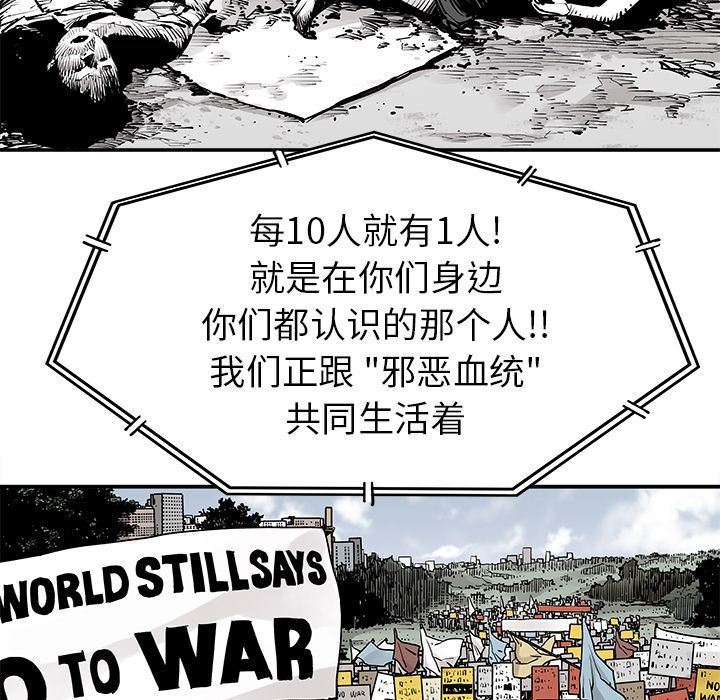 每10人就有1人!
就是在你们身边
你们都认识的那个人!!
我们正跟 "邪恶血统"
共同生活着
WORLD STILL SAYS
O TO WAR